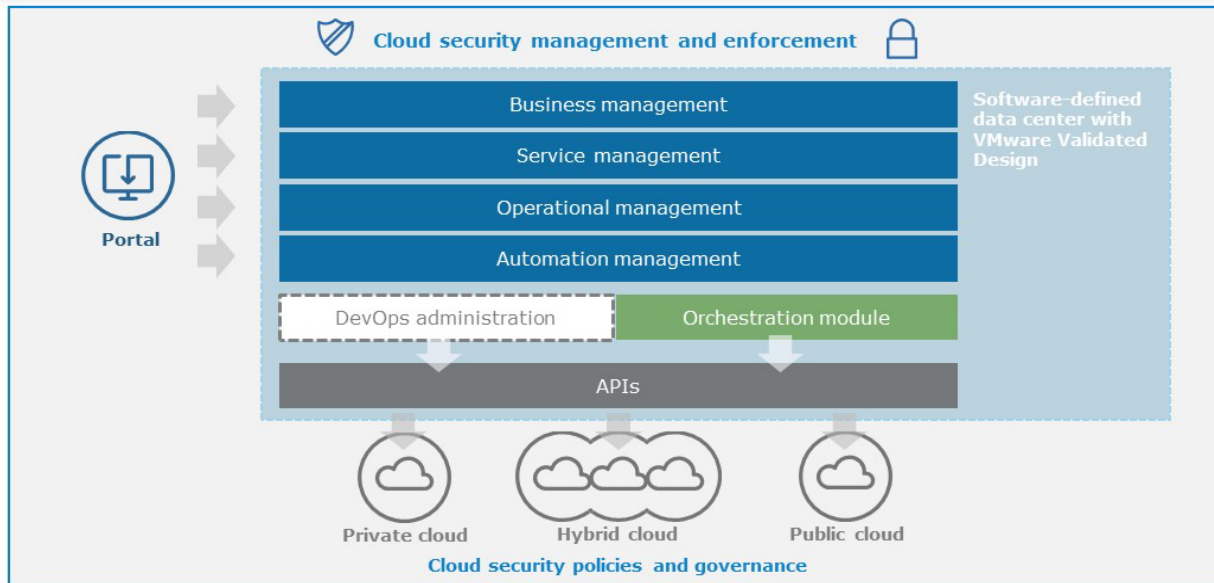 Cloud security management and enforcement
Business management
Software-defined
data center with
VMware Validated
Design
Service management
Operational management
Portal
Automation management
DevOps administration
Orchestration module
APIs
Private cloud
Hybrid cloud
Public cloud
Cloud security policies and governance